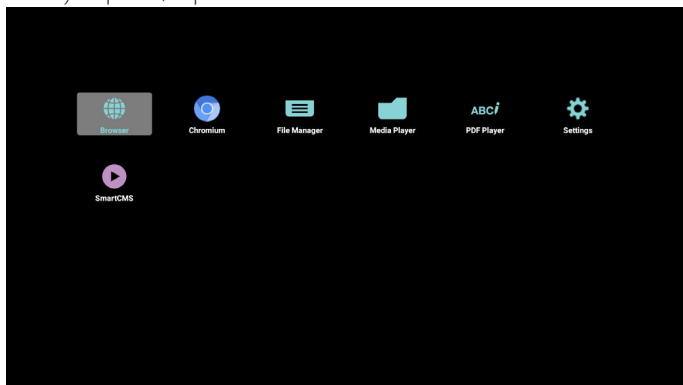 Browser
Chromium
File Manager
Media Player
ABCi
PDF Player
Settings
SmartCMS